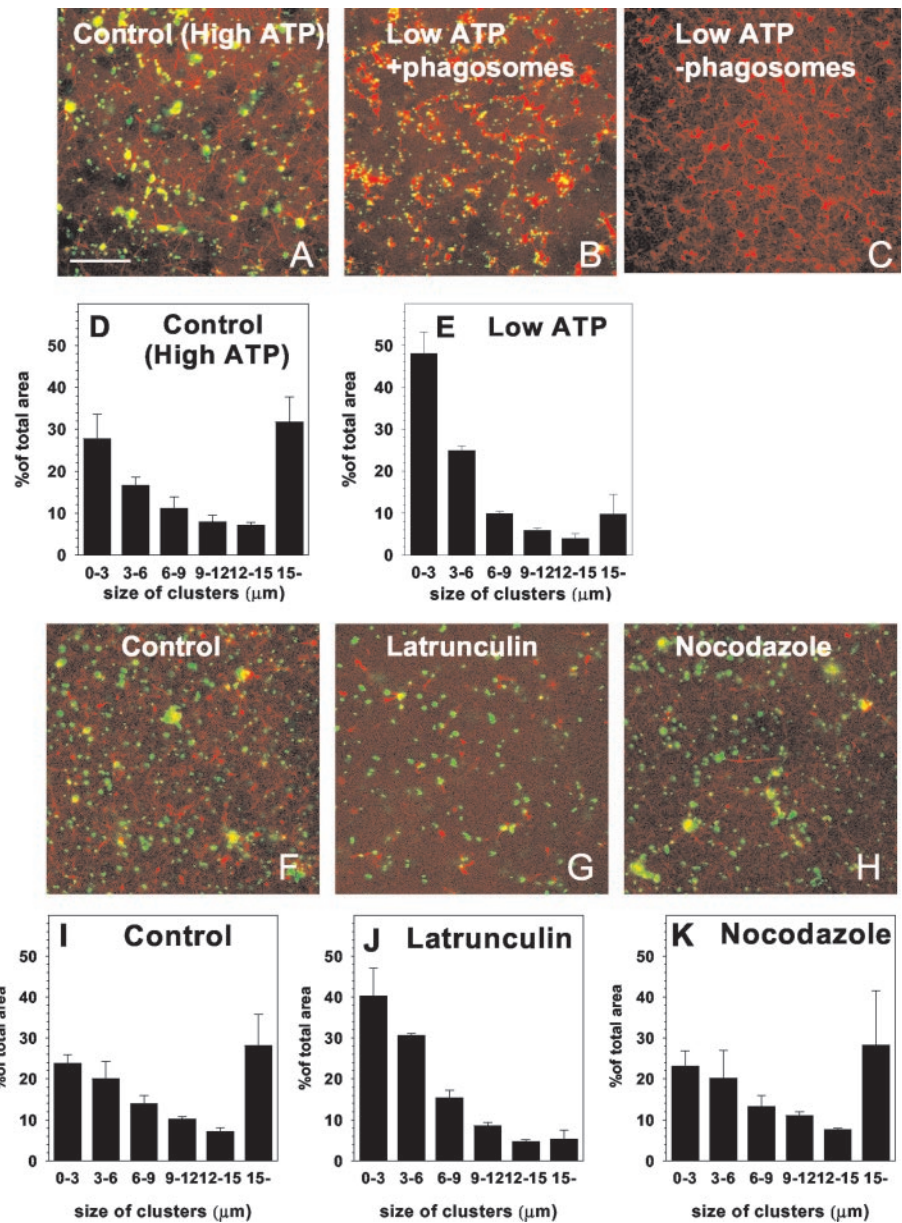 Control (High ATP)
Low ATP
+phagosomes
Low ATP
-phagosomes
A
B
C
D
Control
(High ATP)
E
Low ATP
%of total area
50
40
30
20
10
0
0-3 3-6 6-9 9-12 12-15 15-
size of clusters (μm)
%of total area
50
40
30
20
10
0
0-3 3-6 6-9 9-12 12-15 15-
size of clusters (μm)
Control
Latrunculin
Nocodazole
F
G
H
I
Control
J
Latrunculin
K
Nocodazole
%of total area
50
40
30
20
10
0
0-3 3-6 6-9 9-12 12-15 15-
size of clusters (μm)
%of total area
50
40
30
20
10
0
0-3 3-6 6-9 9-12 12-15 15-
size of clusters (μm)
%of total area
50
40
30
20
10
0
0-3 3-6 6-9 9-12 12-15 15-
size of clusters (μm)